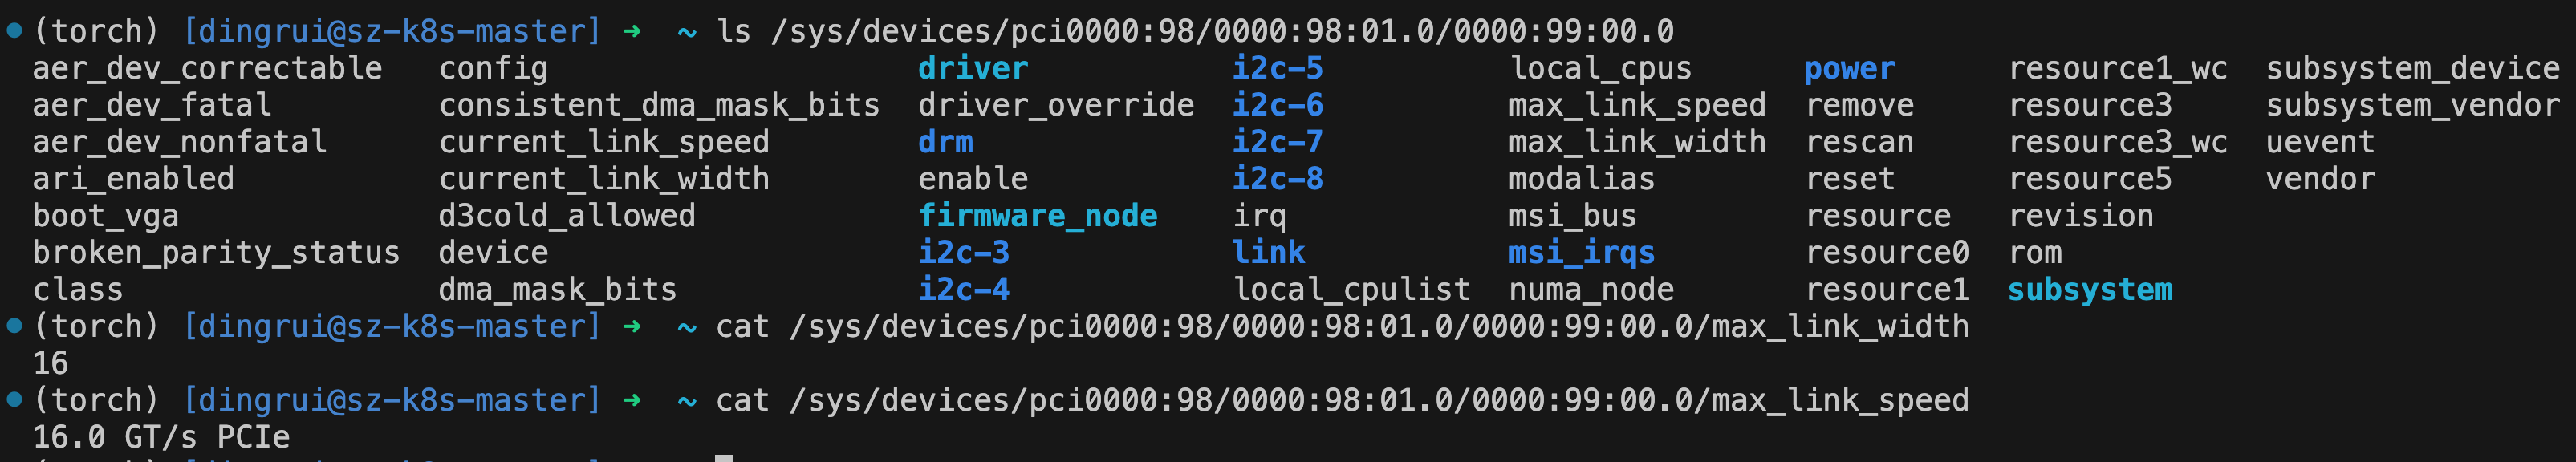 (torch) [dingrui@sz-k8s-master] ➜  ~ ls /sys/devices/pci0000:98/0000:98:01.0/0000:99:00.0
aer_dev_correctable   config                     driver           i2c-5          local_cpus      power      resource1_wc  subsystem_device
aer_dev_fatal         consistent_dma_mask_bits   driver_override  i2c-6          max_link_speed  remove     resource3     subsystem_vendor
aer_dev_nonfatal      current_link_speed         drm              i2c-7          max_link_width  rescan     resource3_wc  uevent
ari_enabled           current_link_width         enable           i2c-8          modalias        reset      resource5     vendor
boot_vga              d3cold_allowed             firmware_node    irq            msi_bus         resource   revision
broken_parity_status  device                     i2c-3            link           msi_irqs        resource0  rom
class                 dma_mask_bits              i2c-4            local_cpulist  numa_node       resource1  subsystem
(torch) [dingrui@sz-k8s-master] ➜  ~ cat /sys/devices/pci0000:98/0000:98:01.0/0000:99:00.0/max_link_width
16
(torch) [dingrui@sz-k8s-master] ➜  ~ cat /sys/devices/pci0000:98/0000:98:01.0/0000:99:00.0/max_link_speed
16.0 GT/s PCIe